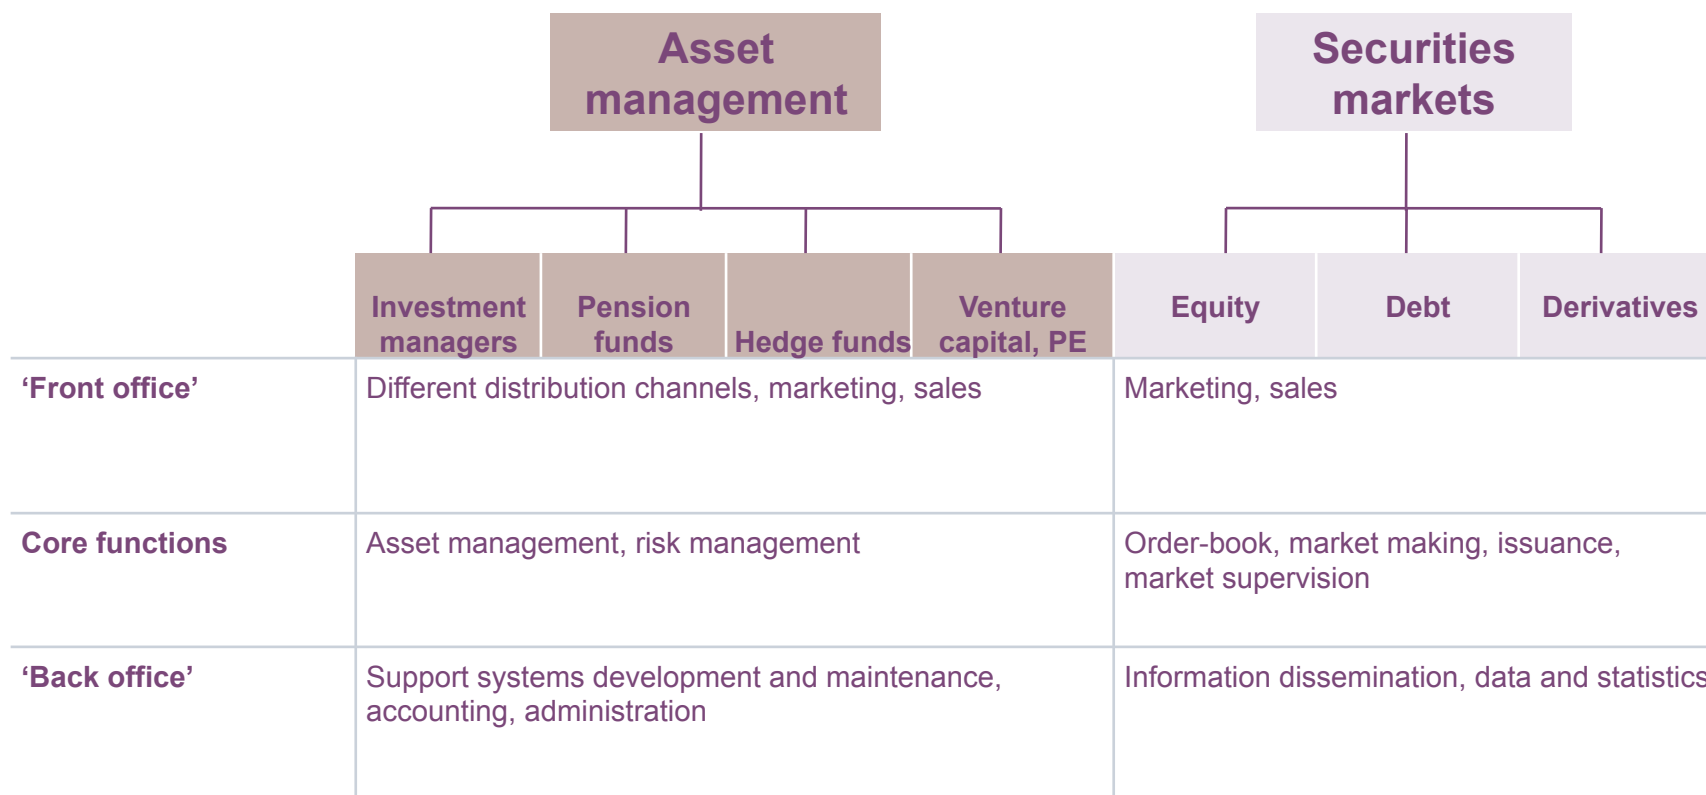 Asset
management
Securities
markets
Investment
managers
Pension
funds
Hedge funds
Venture
capital, PE
Equity
Debt
Derivatives
‘Front office’
Different distribution channels, marketing, sales
Marketing, sales
Core functions
Asset management, risk management
Order-book, market making, issuance,
market supervision
‘Back office’
Support systems development and maintenance,
accounting, administration
Information dissemination, data and statistics